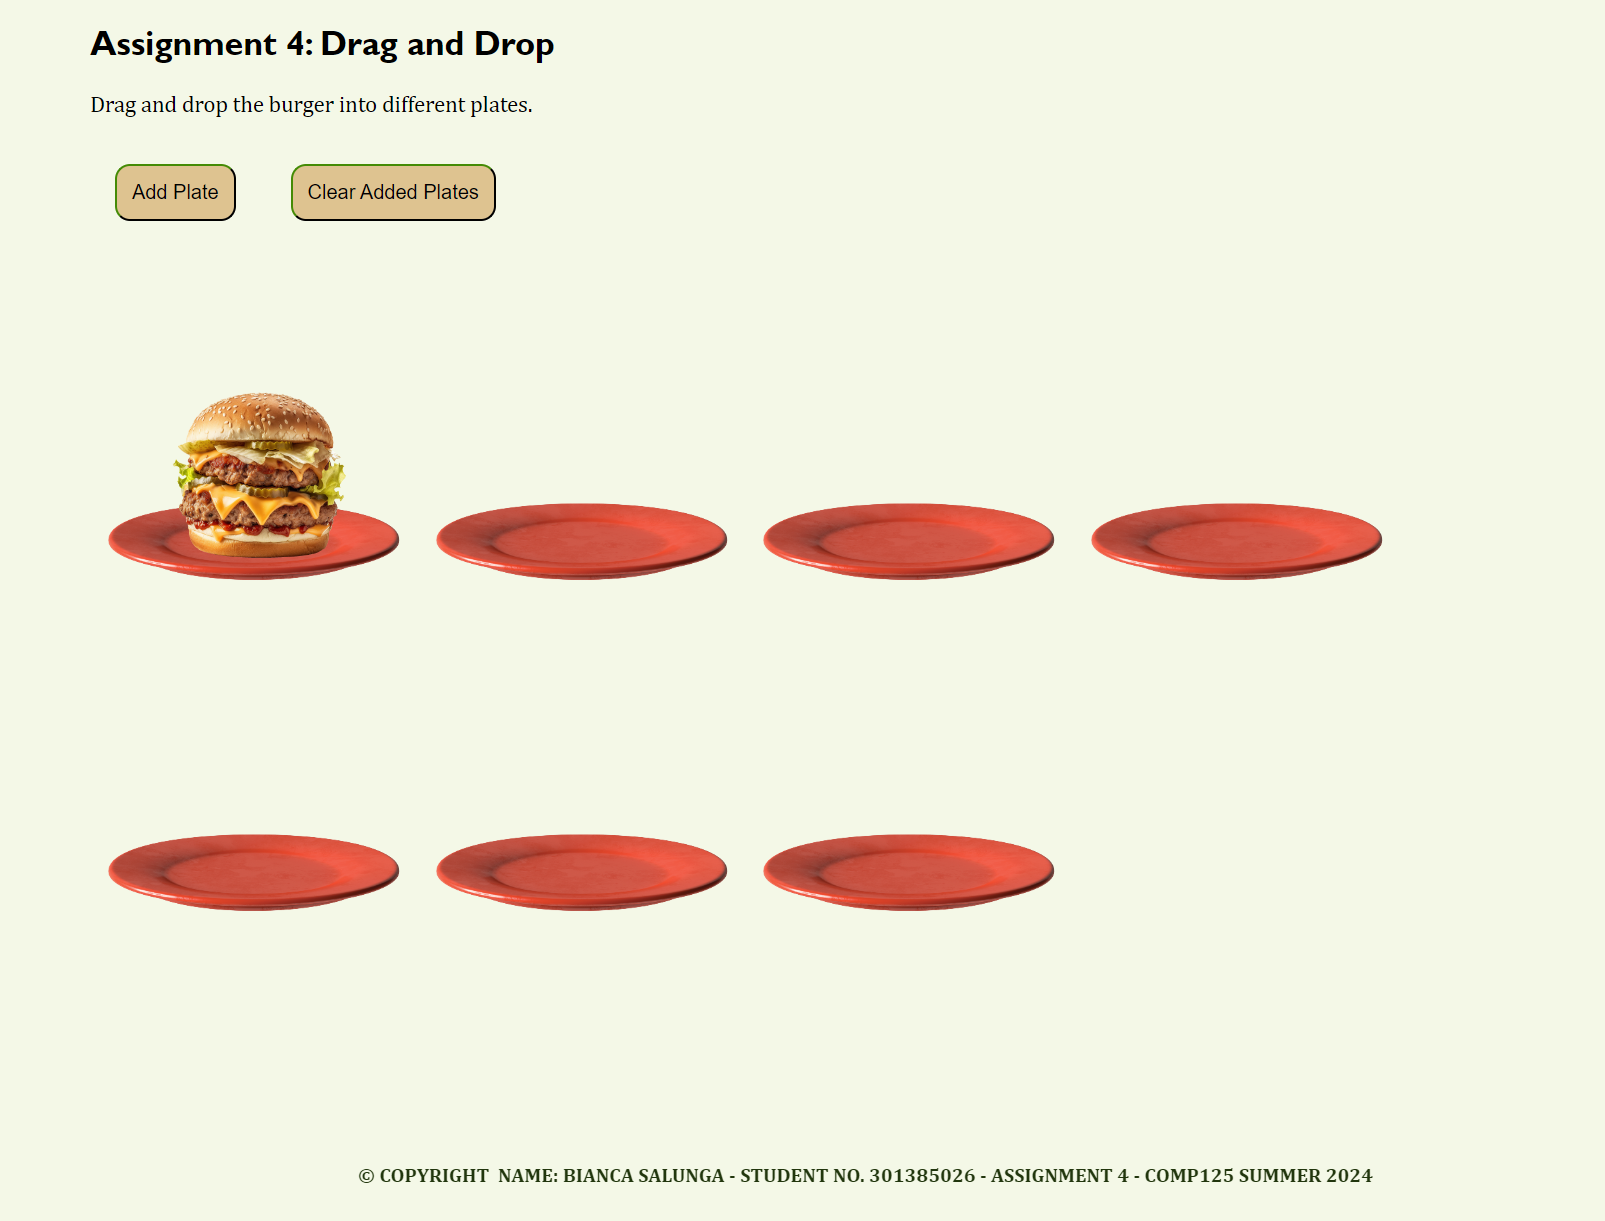 Assignment 4: Drag and Drop
Drag and drop the burger into different plates.
Add Plate
Clear Added Plates
© COPYRIGHT  NAME: BIANCA SALUNGA - STUDENT NO. 301385026 - ASSIGNMENT 4 - COMP125 SUMMER 2024